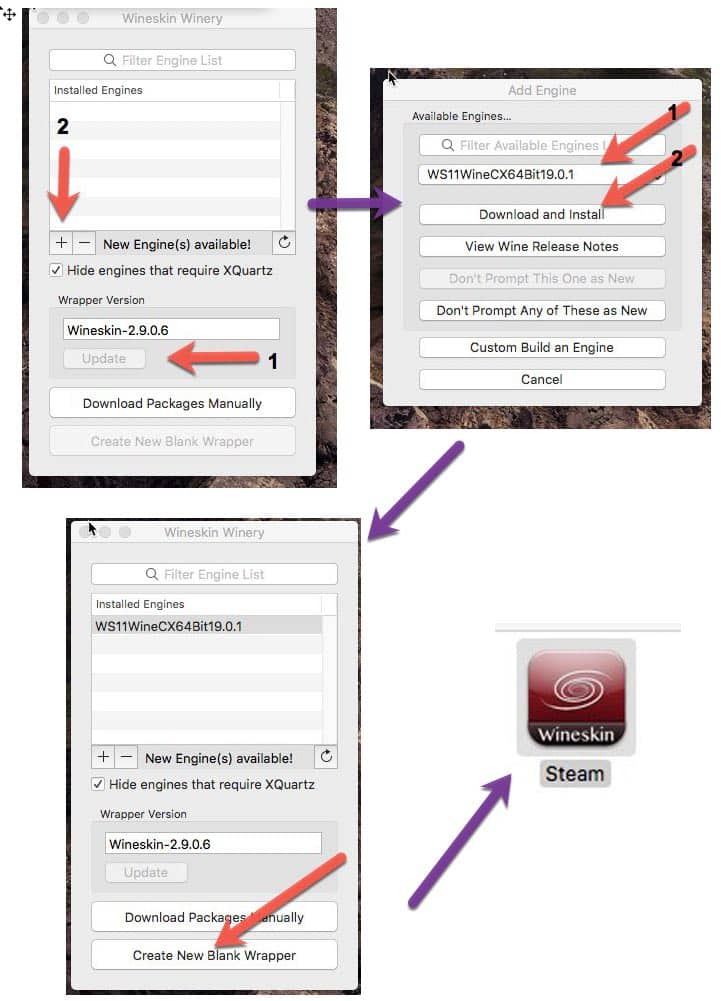 Wineskin Winery
Filter Engine List
Installed Engines
2
+ − New Engine(s) available!
Hide engines that require XQuartz
Wrapper Version
Wineskin-2.9.0.6
Update
1
Download Packages Manually
Create New Blank Wrapper
Add Engine
Available Engines...
1
Filter Available Engines L
2
WS11WineCX64Bit19.0.1
Download and Install
View Wine Release Notes
Don't Prompt This One as New
Don't Prompt Any of These as New
Custom Build an Engine
Cancel
Wineskin Winery
Filter Engine List
Installed Engines
WS11WineCX64Bit19.0.1
+ − New Engine(s) available!
Hide engines that require XQuartz
Wrapper Version
Wineskin-2.9.0.6
Update
Download Packages Manually
Create New Blank Wrapper
Wineskin
Steam